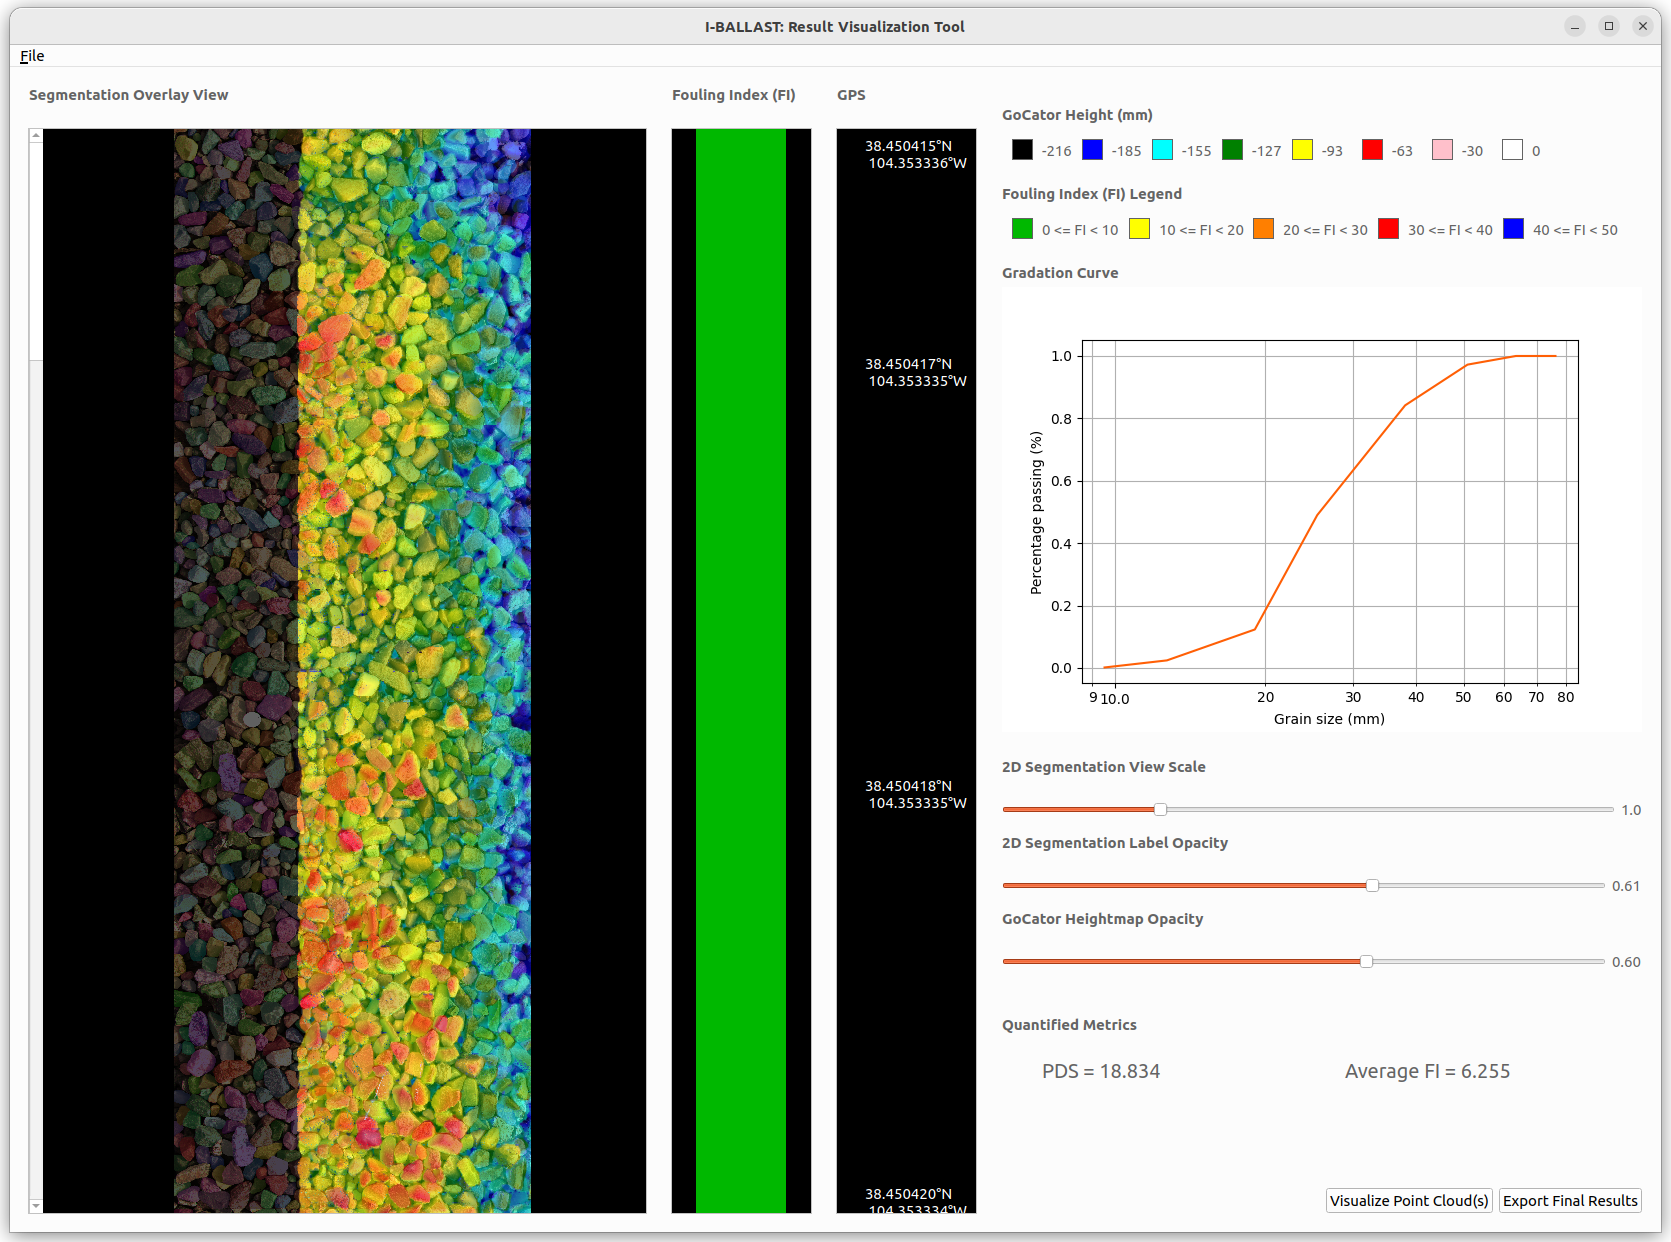 I-BALLAST: Result Visualization Tool
File
Segmentation Overlay View
Fouling Index (FI)
GPS
38.450415°N
104.353336°W
38.450417°N
104.353335°W
38.450418°N
104.353335°W
38.450420°N
104.353334°W
GoCator Height (mm)
-216 -185 -155 -127 -93 -63 -30 0
Fouling Index (FI) Legend
0 <= FI < 10 10 <= FI < 20 20 <= FI < 30 30 <= FI < 40 40 <= FI < 50
Gradation Curve
1.0
0.8
0.6
0.4
0.2
0.0
Percentage passing (%)
9 10.0 20 30 40 50 60 70 80
Grain size (mm)
2D Segmentation View Scale
1.0
2D Segmentation Label Opacity
0.61
GoCator Heightmap Opacity
0.60
Quantified Metrics
PDS = 18.834 Average FI = 6.255
Visualize Point Cloud(s) Export Final Results